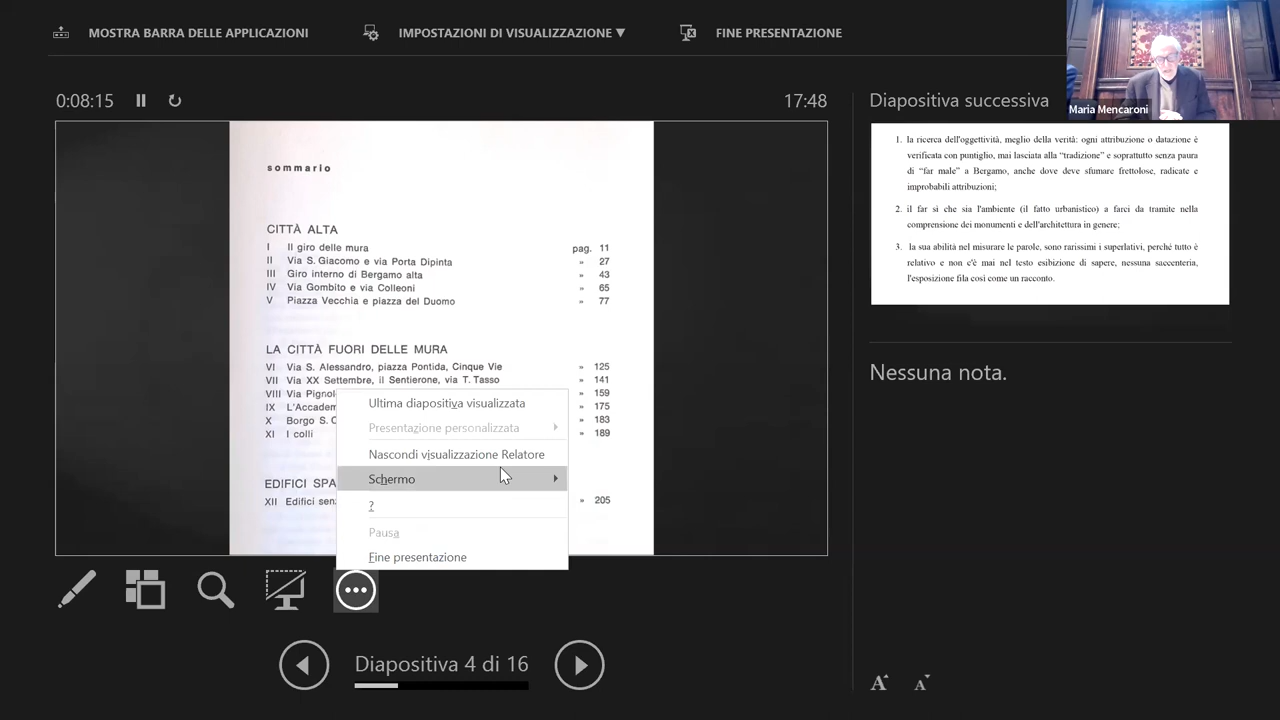 MOSTRA BARRA DELLE APPLICAZIONI
IMPOSTAZIONI DI VISUALIZZAZIONE ▼
FINE PRESENTAZIONE
Maria Mencaroni
0:08:15
17:48
Diapositiva successiva
sommario
CITTÀ ALTA
I Il giro delle mura pag. 11
II Via S. Giacomo e via Porta Dipinta » 27
III Giro interno di Bergamo alta » 43
IV Via Gombito e via Colleoni » 65
V Piazza Vecchia e piazza del Duomo » 77
LA CITTÀ FUORI DELLE MURA
VI Via S. Alessandro, piazza Pontida, Cinque Vie » 125
VII Via XX Settembre, il Sentierone, via T. Tasso » 141
VIII Via Pignol » 159
IX L'Accadem » 175
X Borgo S. C » 183
XI I colli » 189
EDIFICI SPA
XII Edifici sen » 205
Ultima diapositiva visualizzata
Presentazione personalizzata
Nascondi visualizzazione Relatore
Schermo
?
Pausa
Fine presentazione
Diapositiva 4 di 16
1. la ricerca dell'oggettività, meglio della verità: ogni attribuzione o datazione è
verificata con puntiglio, mai lasciata alla “tradizione” e soprattutto senza paura
di “far male” a Bergamo, anche dove deve sfumare frettolose, radicate e
improbabili attribuzioni;
2. il far sì che sia l'ambiente (il fatto urbanistico) a farci da tramite nella
comprensione dei monumenti e dell'architettura in genere;
3. la sua abilità nel misurare le parole, sono rarissimi i superlativi, perché tutto è
relativo e non c'è mai nel testo esibizione di sapere, nessuna saccenteria,
l'esposizione fila così come un racconto.
Nessuna nota.
A A